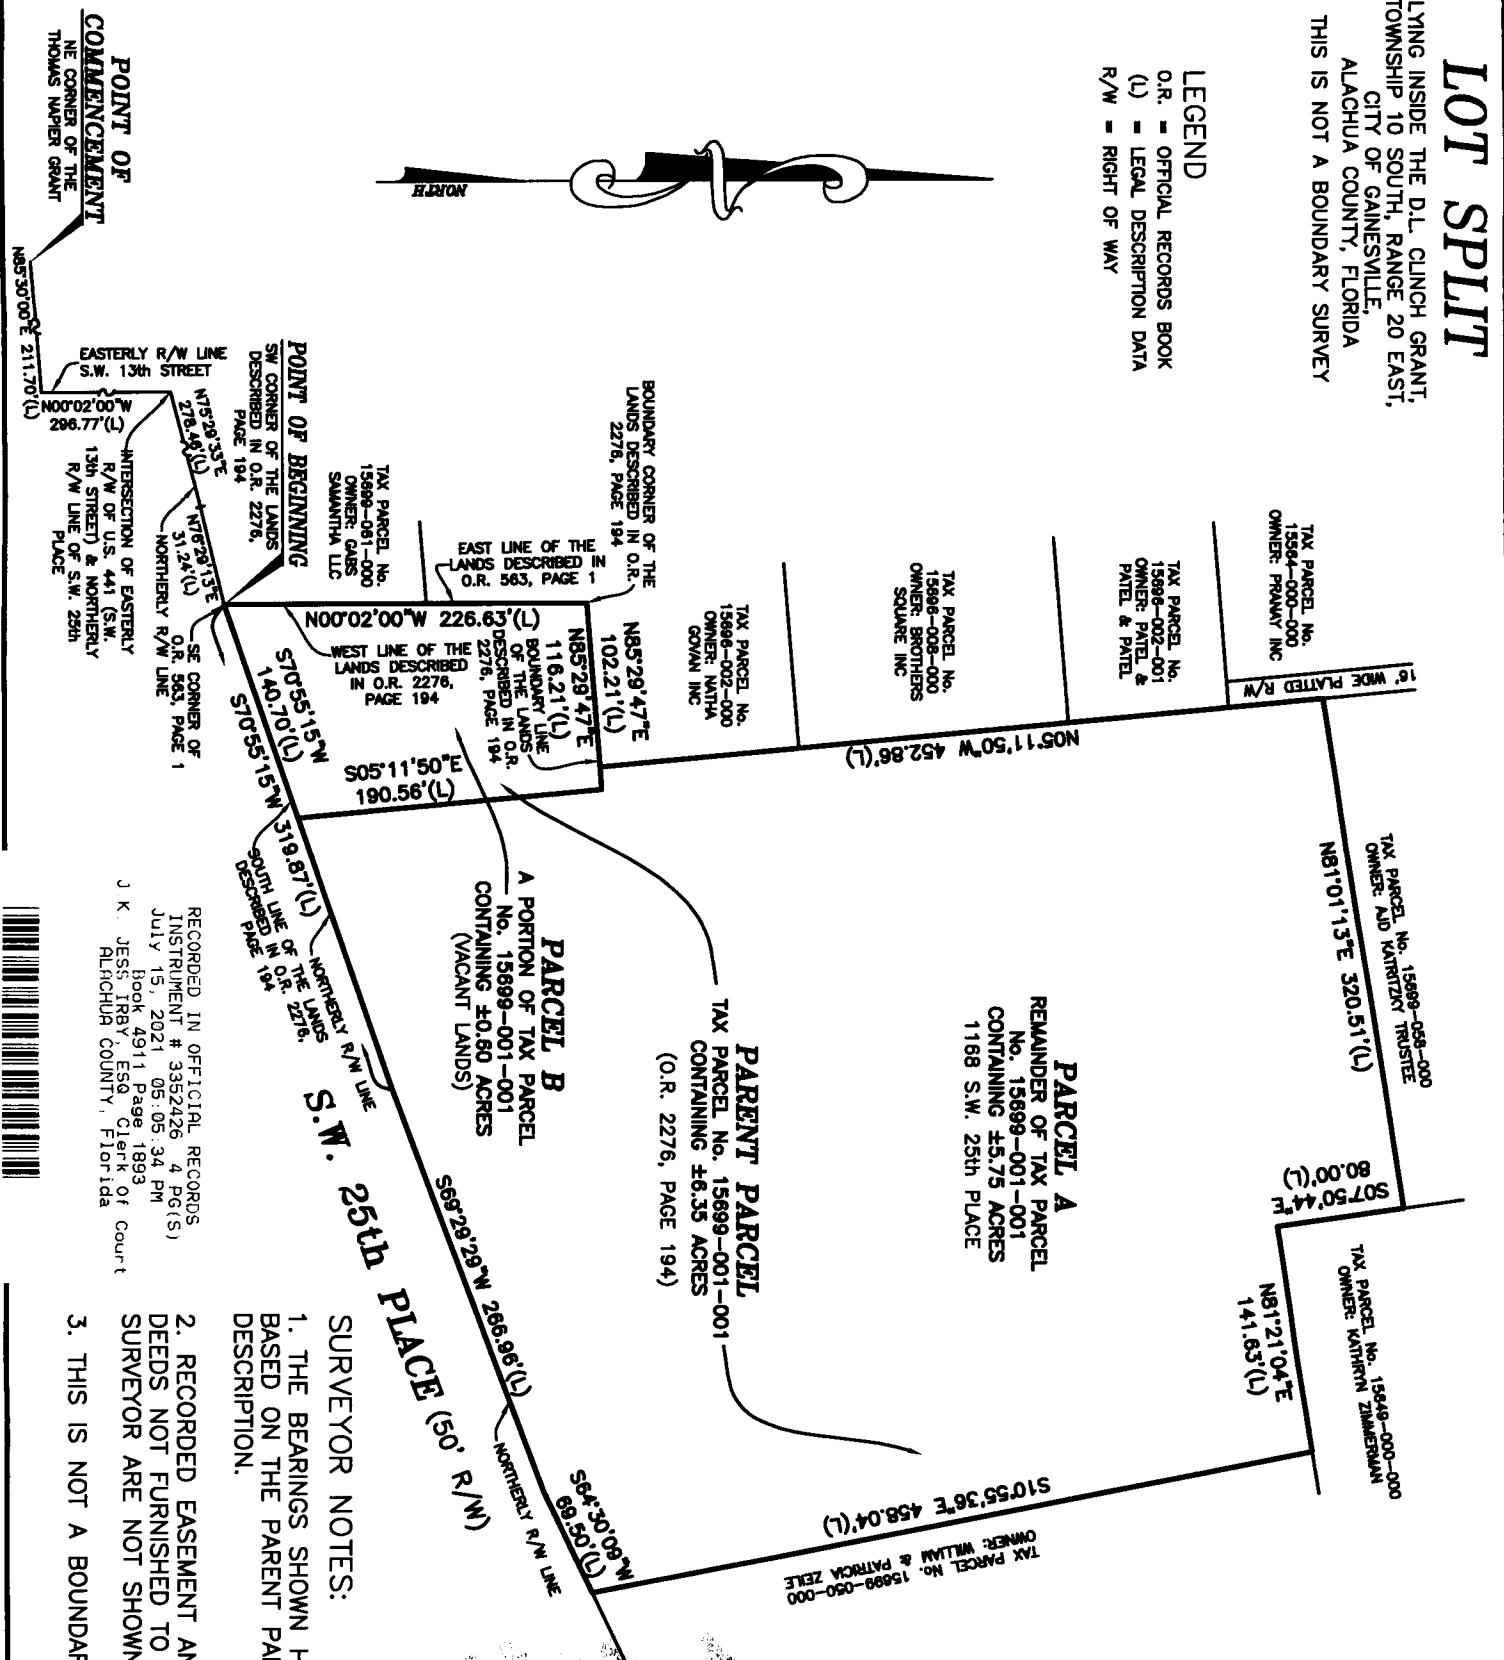 LOT SPLIT
LYING INSIDE THE D.L. CLINCH GRANT,
TOWNSHIP 10 SOUTH, RANGE 20 EAST,
CITY OF GAINESVILLE,
ALACHUA COUNTY, FLORIDA
THIS IS NOT A BOUNDARY SURVEY
LEGEND
O.R. = OFFICIAL RECORDS BOOK
(L) = LEGAL DESCRIPTION DATA
R/W = RIGHT OF WAY
NORTH
TAX PARCEL No.
15564-000-000
OWNER: PRANAY INC
16' WIDE PLATTED R/W
TAX PARCEL No.
15696-002-001
OWNER: PATEL &
PATEL & PATEL
TAX PARCEL No.
15696-008-000
OWNER: BROTHERS
SQUARE INC
TAX PARCEL No.
15696-002-000
OWNER: NATHA
GOVAN INC
N05°11'50"W 452.86'(L)
TAX PARCEL No. 15699-058-000
OWNER: AJD KATRITZKY TRUSTEE
N81°01'13"E 320.51'(L)
S07°50'44"E
80.00'(L)
TAX PARCEL No. 15649-000-000
OWNER: KATHRYN ZIMMERMAN
N81°21'04"E
141.63'(L)
S10°55'36"E 458.04'(L)
TAX PARCEL No. 15699-050-000
OWNER: WILLIAM & PATRICIA ZEILE
PARCEL A
REMAINDER OF TAX PARCEL
No. 15699-001-001
CONTAINING ±5.75 ACRES
1168 S.W. 25th PLACE
PARENT PARCEL
TAX PARCEL No. 15699-001-001
CONTAINING ±6.35 ACRES
(O.R. 2276, PAGE 194)
PARCEL B
A PORTION OF TAX PARCEL
No. 15699-001-001
CONTAINING ±0.60 ACRES
(VACANT LANDS)
BOUNDARY CORNER OF THE
LANDS DESCRIBED IN O.R.
2276, PAGE 194
N85°29'47"E
102.21'(L)
N85°29'47"E
116.21'(L)
BOUNDARY LINE
OF THE LANDS
DESCRIBED IN O.R.
2276, PAGE 194
EAST LINE OF THE
LANDS DESCRIBED IN
O.R. 563, PAGE 1
N00°02'00"W 226.63'(L)
WEST LINE OF THE
LANDS DESCRIBED
IN O.R. 2276,
PAGE 194
S05°11'50"E
190.56'(L)
TAX PARCEL No.
15699-061-000
OWNER: GABS
SAMANTHA LLC
POINT OF BEGINNING
SW CORNER OF THE LANDS
DESCRIBED IN O.R. 2276,
PAGE 194
S70°55'15"W
140.70'(L)
S70°55'15"W 319.87'(L)
SOUTH LINE OF THE LANDS
DESCRIBED IN O.R. 2276,
PAGE 194
NORTHERLY R/W LINE
S69°29'29"W 266.96'(L)
NORTHERLY R/W LINE
S64°30'09"W
69.50'(L)
S.W. 25th PLACE (50' R/W)
SE CORNER OF
O.R. 563, PAGE 1
NORTHERLY R/W LINE
N76°29'13"E
31.24'(L)
N75°29'33"E
278.46'(L)
INTERSECTION OF EASTERLY
R/W OF U.S. 441 (S.W.
13th STREET) & NORTHERLY
R/W LINE OF S.W. 25th
PLACE
EASTERLY R/W LINE
S.W. 13th STREET
N00°02'00"W
296.77'(L)
N85°30'00"E 211.70'(L)
POINT OF
COMMENCEMENT
NE CORNER OF THE
THOMAS NAPIER GRANT
RECORDED IN OFFICIAL RECORDS
INSTRUMENT # 3352426 4 PG(S)
July 15, 2021 05:05:34 PM
Book 4911 Page 1893
J. K. JESS IRBY, ESQ. Clerk Of Court
ALACHUA COUNTY, Florida
SURVEYOR NOTES:
1. THE BEARINGS SHOWN H
BASED ON THE PARENT PA
DESCRIPTION.
2. RECORDED EASEMENT AN
DEEDS NOT FURNISHED TO
SURVEYOR ARE NOT SHOWN
3. THIS IS NOT A BOUNDAR